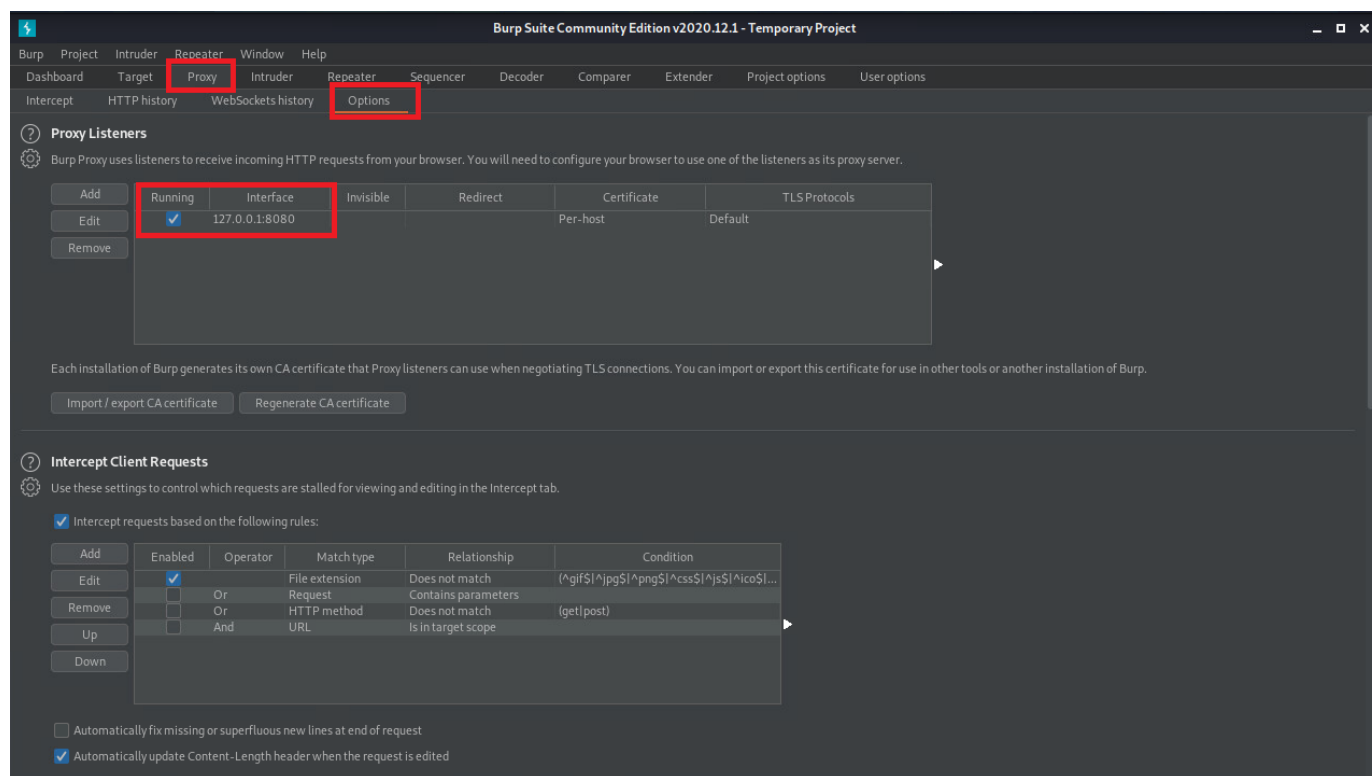 Burp Suite Community Edition v2020.12.1 - Temporary Project
Burp Project Intruder Repeater Window Help
Dashboard Target Proxy Intruder Repeater Sequencer Decoder Comparer Extender Project options User options
Intercept HTTP history WebSockets history Options
? Proxy Listeners
Burp Proxy uses listeners to receive incoming HTTP requests from your browser. You will need to configure your browser to use one of the listeners as its proxy server.
Add Running Interface Invisible Redirect Certificate TLS Protocols
Edit 127.0.0.1:8080 Per-host Default
Remove
Each installation of Burp generates its own CA certificate that Proxy listeners can use when negotiating TLS connections. You can import or export this certificate for use in other tools or another installation of Burp.
Import / export CA certificate Regenerate CA certificate
? Intercept Client Requests
Use these settings to control which requests are stalled for viewing and editing in the Intercept tab.
Intercept requests based on the following rules:
Add Enabled Operator Match type Relationship Condition
Edit File extension Does not match (^gif$|^jpg$|^png$|^css$|^js$|^ico$|...
Or Request Contains parameters
Remove Or HTTP method Does not match (get|post)
Up And URL Is in target scope
Down
Automatically fix missing or superfluous new lines at end of request
Automatically update Content-Length header when the request is edited